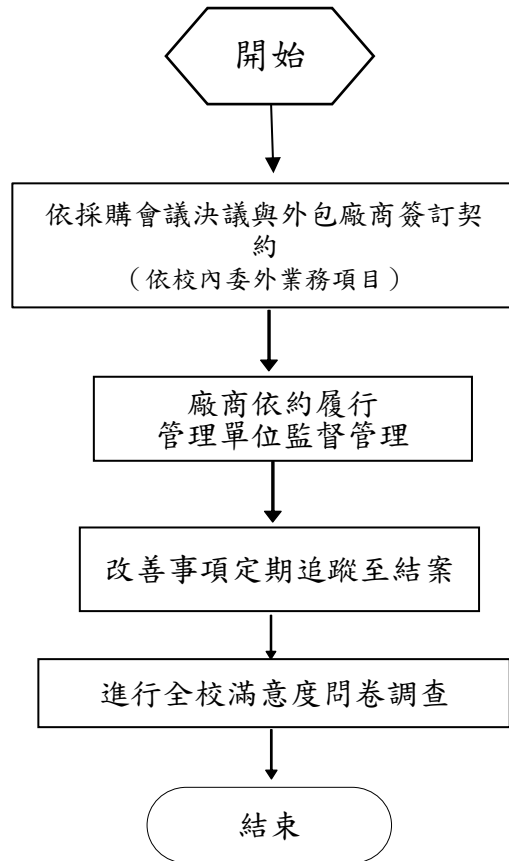 開始
依採購會議決議與外包廠商簽訂契
約
（依校內委外業務項目）
廠商依約履行
管理單位監督管理
改善事項定期追蹤至結案
進行全校滿意度問卷調查
結束